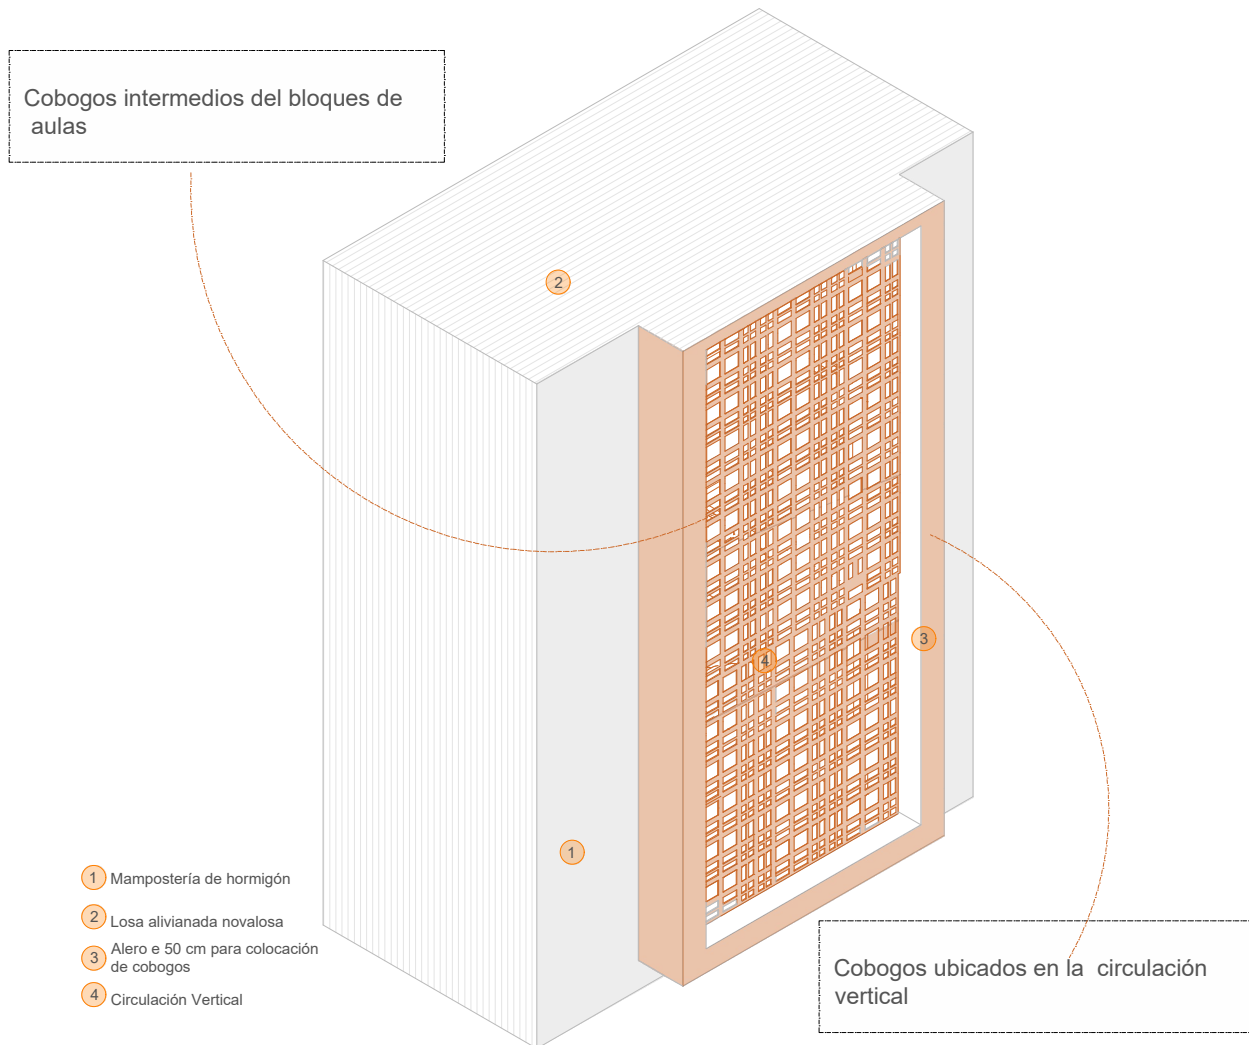 Cobogos intermedios del bloques de
aulas
2
3
4
1
1 Mampostería de hormigón
2 Losa alivianada novalosa
3 Alero e 50 cm para colocación
de cobogos
4 Circulación Vertical
Cobogos ubicados en la circulación
vertical